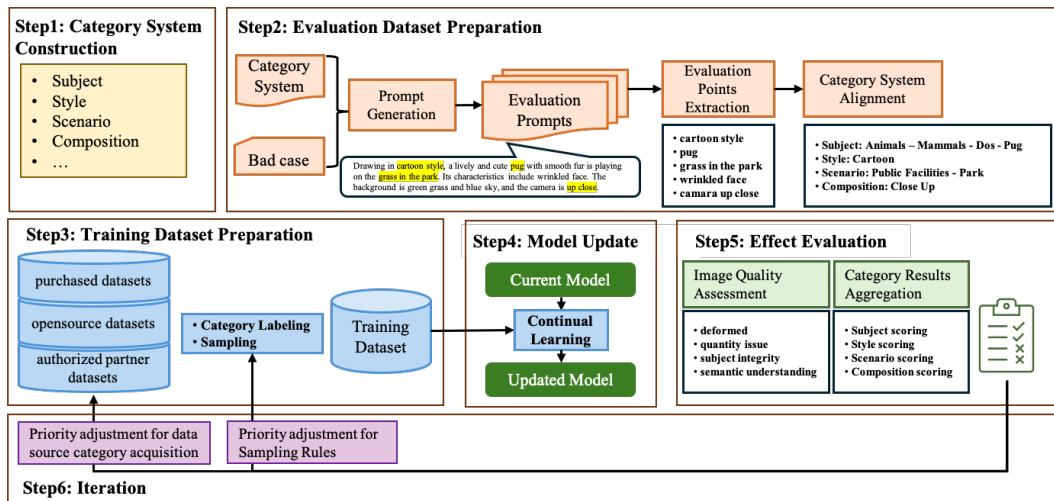 Step1: Category System
Construction
• Subject
• Style
• Scenario
• Composition
• ...
Step2: Evaluation Dataset Preparation
Category
System
Bad case
Prompt
Generation
Evaluation
Prompts
Evaluation
Points
Extraction
Category System
Alignment
Drawing in cartoon style, a lively and cute pug with smooth fur is playing
on the grass in the park. Its characteristics include wrinkled face. The
background is green grass and blue sky, and the camera is up close.
• cartoon style
• pug
• grass in the park
• wrinkled face
• camara up close
• Subject: Animals – Mammals - Dos - Pug
• Style: Cartoon
• Scenario: Public Facilities - Park
• Composition: Close Up
Step3: Training Dataset Preparation
purchased datasets
opensource datasets
authorized partner
datasets
• Category Labeling
• Sampling
Training
Dataset
Step4: Model Update
Current Model
Continual
Learning
Updated Model
Step5: Effect Evaluation
Image Quality
Assessment
• deformed
• quantity issue
• subject integrity
• semantic understanding
Category Results
Aggregation
• Subject scoring
• Style scoring
• Scenario scoring
• Composition scoring
Priority adjustment for data
source category acquisition
Priority adjustment for
Sampling Rules
Step6: Iteration